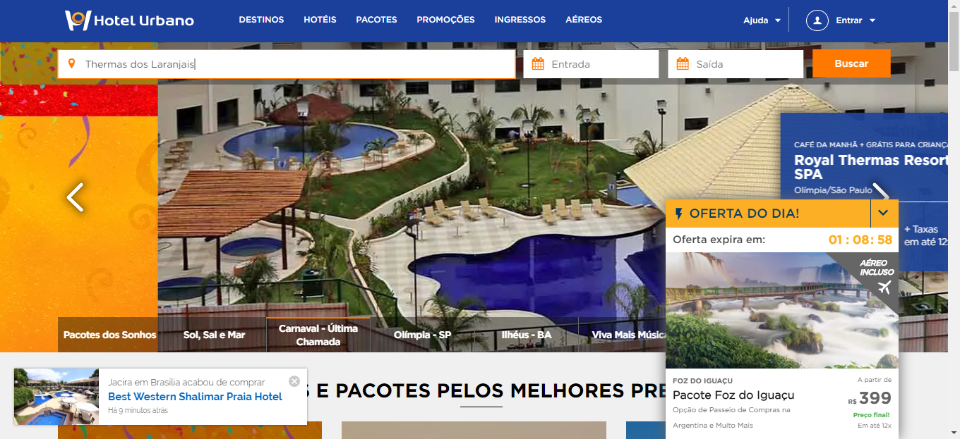 Hotel Urbano
DESTINOS HOTÉIS PACOTES PROMOÇÕES INGRESSOS AÉREOS
Ajuda Entrar
Thermas dos Laranjais
Entrada
Saída
Buscar
CAFÉ DA MANHÃ + GRÁTIS PARA CRIANÇA
Royal Thermas Resort
SPA
Olímpia/São Paulo
+ Taxas
em até 12x
OFERTA DO DIA!
Oferta expira em: 01 : 08 : 58
AÉREO
INCLUSO
FOZ DO IGUAÇU
Pacote Foz do Iguaçu
Opção de Passeio de Compras na
Argentina e Muito Mais
A partir de
R$ 399
Preço final!
Em até 12x
Pacotes dos Sonhos
Sol, Sal e Mar
Carnaval - Última
Chamada
Olímpia - SP
Ilhéus - BA
Viva Mais Músic
Jacira em Brasilia acabou de comprar
Best Western Shalimar Praia Hotel
Há 9 minutos atrás
S E PACOTES PELOS MELHORES PRE